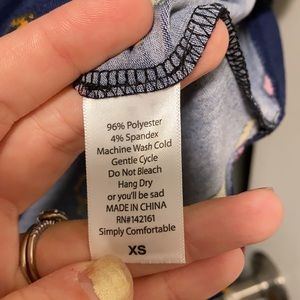 96% Polyester
4% Spandex
Machine Wash Cold
Gentle Cycle
Do Not Bleach
Hang Dry
or you'll be sad
MADE IN CHINA
RN#142161
Simply Comfortable
XS